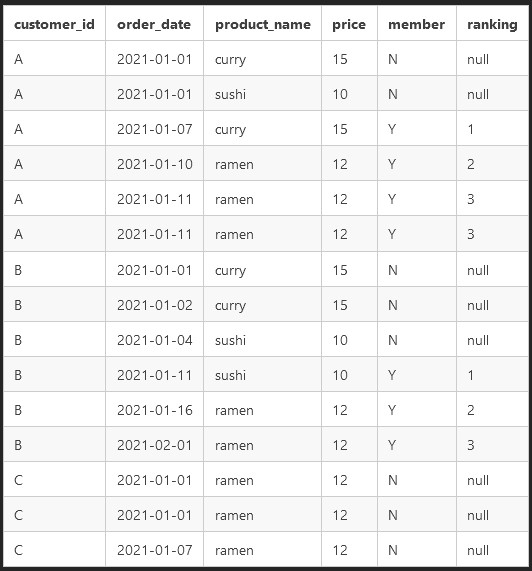 customer_id order_date product_name price member ranking
A 2021-01-01 curry 15 N null
A 2021-01-01 sushi 10 N null
A 2021-01-07 curry 15 Y 1
A 2021-01-10 ramen 12 Y 2
A 2021-01-11 ramen 12 Y 3
A 2021-01-11 ramen 12 Y 3
B 2021-01-01 curry 15 N null
B 2021-01-02 curry 15 N null
B 2021-01-04 sushi 10 N null
B 2021-01-11 sushi 10 Y 1
B 2021-01-16 ramen 12 Y 2
B 2021-02-01 ramen 12 Y 3
C 2021-01-01 ramen 12 N null
C 2021-01-01 ramen 12 N null
C 2021-01-07 ramen 12 N null